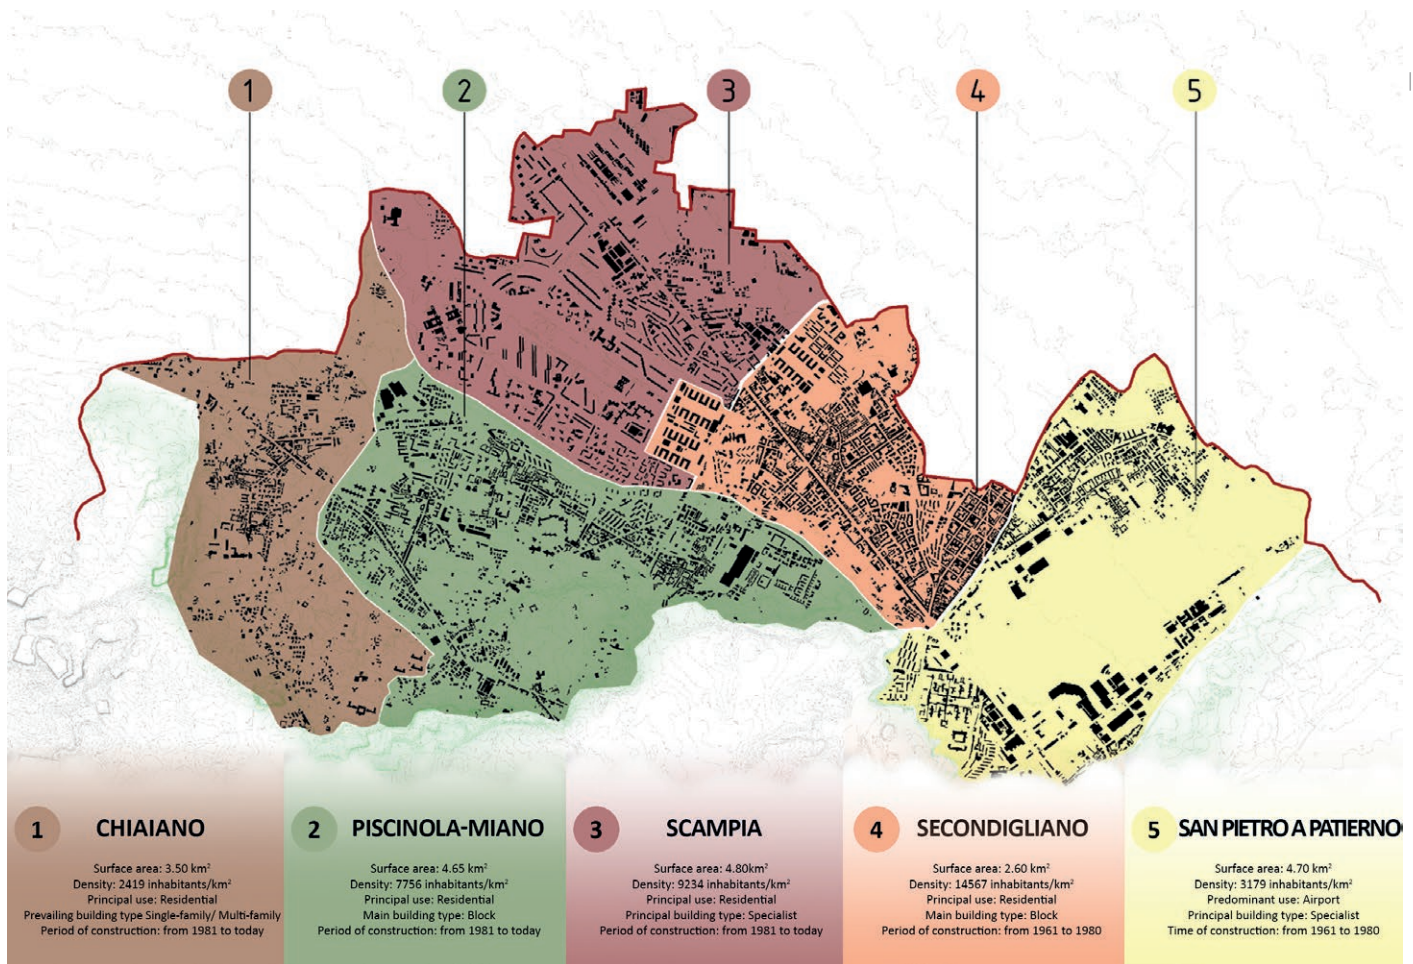 1 2 3 4 5
1 CHIAIANO
Surface area: 3.50 km²
Density: 2419 inhabitants/km²
Principal use: Residential
Prevailing building type Single-family/ Multi-family
Period of construction: from 1981 to today
2 PISCINOLA-MIANO
Surface area: 4.65 km²
Density: 7756 inhabitants/km²
Principal use: Residential
Main building type: Block
Period of construction: from 1981 to today
3 SCAMPIA
Surface area: 4.80km²
Density: 9234 inhabitants/km²
Principal use: Residential
Principal building type: Specialist
Period of construction: from 1981 to today
4 SECONDIGLIANO
Surface area: 2.60 km²
Density: 14567 inhabitants/km²
Principal use: Residential
Main building type: Block
Period of construction: from 1961 to 1980
5 SAN PIETRO A PATIERNO
Surface area: 4.70 km²
Density: 3179 inhabitants/km²
Predominant use: Airport
Principal building type: Specialist
Time of construction: from 1961 to 1980